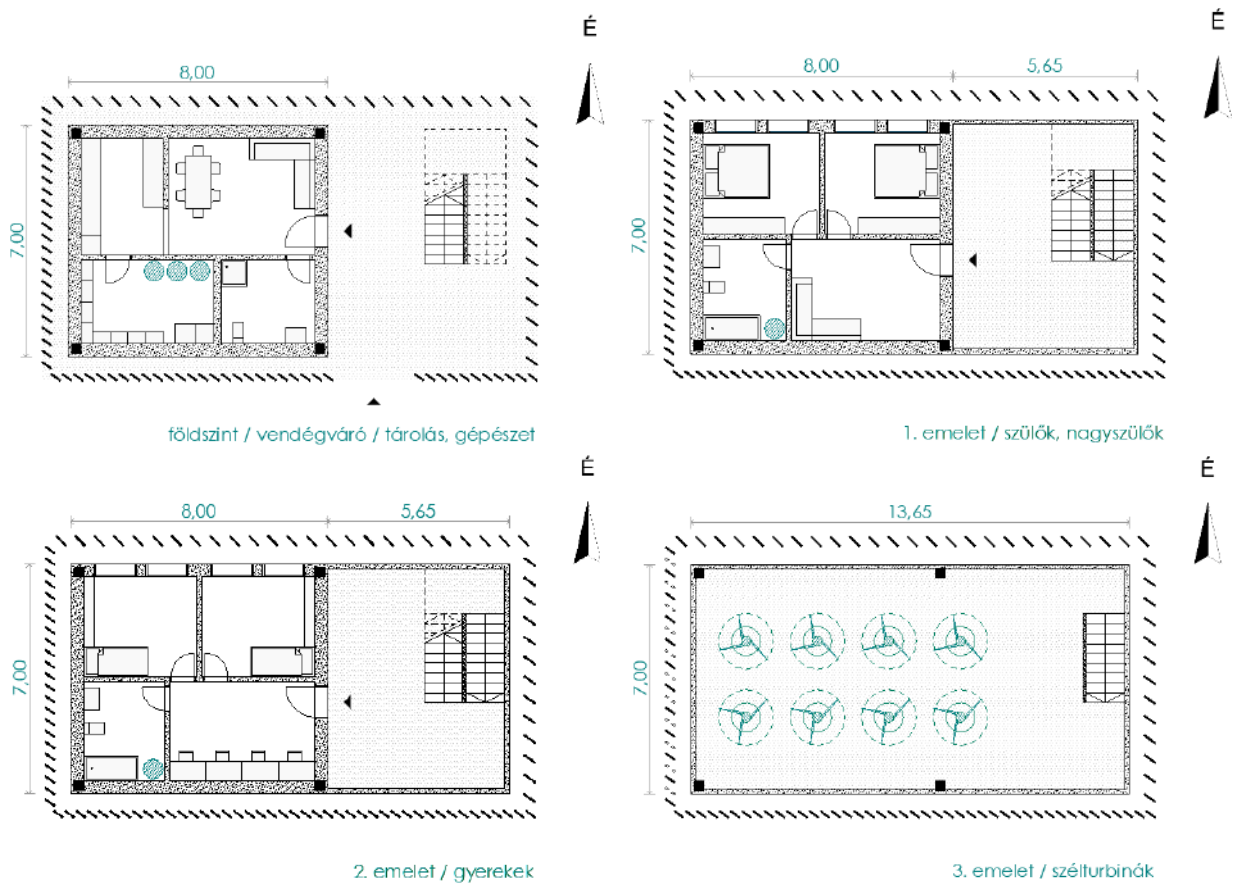 É
8,00
7,00
földszint / vendégváró / tárolás, gépészet
É
8,00 5,65
7,00
1. emelet / szülők, nagyszülők
É
8,00 5,65
7,00
2. emelet / gyerekek
É
13,65
7,00
3. emelet / szélturbinák